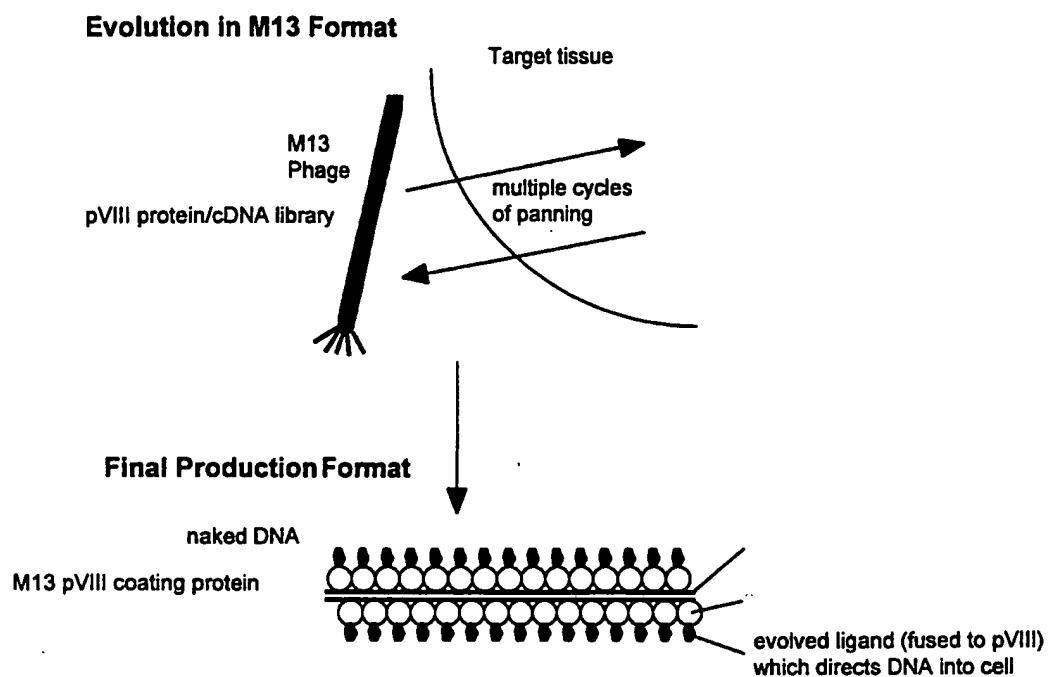 Evolution in M13 Format
Target tissue
M13
Phage
pVIII protein/cDNA library
multiple cycles
of panning
Final Production Format
naked DNA
M13 pVIII coating protein
evolved ligand (fused to pVIII)
which directs DNA into cell